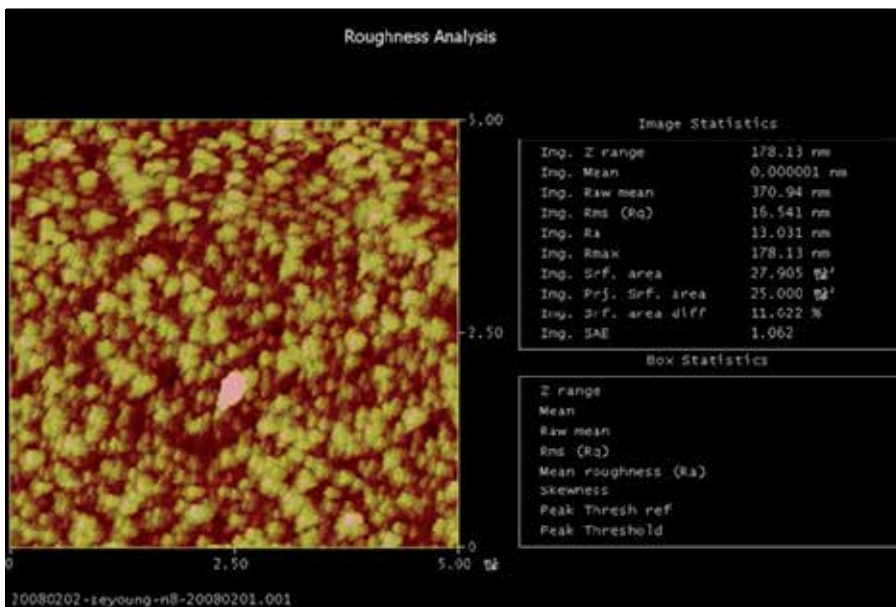 Roughness Analysis
5.00
2.50
0
0 2.50 5.00
Image Statistics
Img. Z range 178.13 nm
Img. Mean 0.000001 nm
Img. Raw mean 370.94 nm
Img. Rms (Rq) 16.541 nm
Img. Ra 13.031 nm
Img. Rmax 178.13 nm
Img. Srf. area 27.905
Img. Prj. Srf. area 25.000
Img. Srf. area diff 11.622 %
Img. SAE 1.062
Box Statistics
Z range
Mean
Raw mean
Rms (Rq)
Mean roughness (Ra)
Skewness
Peak Thresh ref
Peak Threshold
20080202-seyoung-n8-20080201.001